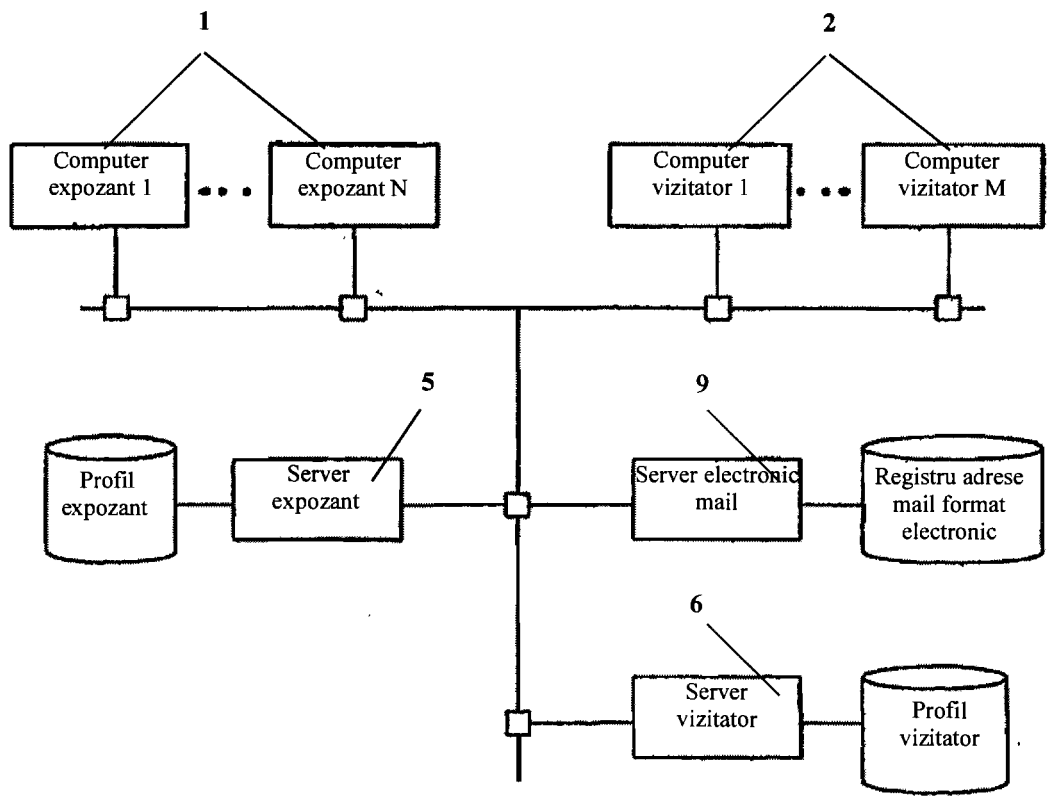 1
2
Computer
expozant 1
Computer
expozant N
Computer
vizitator 1
Computer
vizitator M
5
9
Profil
expozant
Server
expozant
Server electronic
mail
Registru adrese
mail format
electronic
6
Server
vizitator
Profil
vizitator